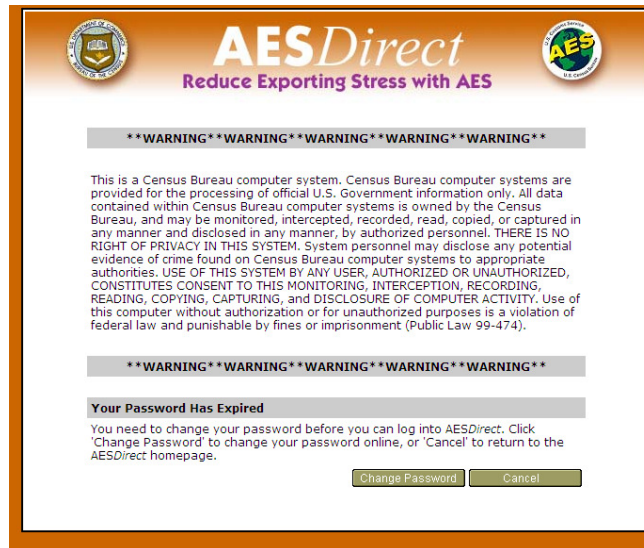 AESDirect
Reduce Exporting Stress with AES
AES
**WARNING**WARNING**WARNING**WARNING**WARNING**
This is a Census Bureau computer system. Census Bureau computer systems are
provided for the processing of official U.S. Government information only. All data
contained within Census Bureau computer systems is owned by the Census
Bureau, and may be monitored, intercepted, recorded, read, copied, or captured in
any manner and disclosed in any manner, by authorized personnel. THERE IS NO
RIGHT OF PRIVACY IN THIS SYSTEM. System personnel may disclose any potential
evidence of crime found on Census Bureau computer systems to appropriate
authorities. USE OF THIS SYSTEM BY ANY USER, AUTHORIZED OR UNAUTHORIZED,
CONSTITUTES CONSENT TO THIS MONITORING, INTERCEPTION, RECORDING,
READING, COPYING, CAPTURING, and DISCLOSURE OF COMPUTER ACTIVITY. Use of
this computer without authorization or for unauthorized purposes is a violation of
federal law and punishable by fines or imprisonment (Public Law 99-474).
**WARNING**WARNING**WARNING**WARNING**WARNING**
Your Password Has Expired
You need to change your password before you can log into AESDirect. Click
'Change Password' to change your password online, or 'Cancel' to return to the
AESDirect homepage.
Change Password Cancel